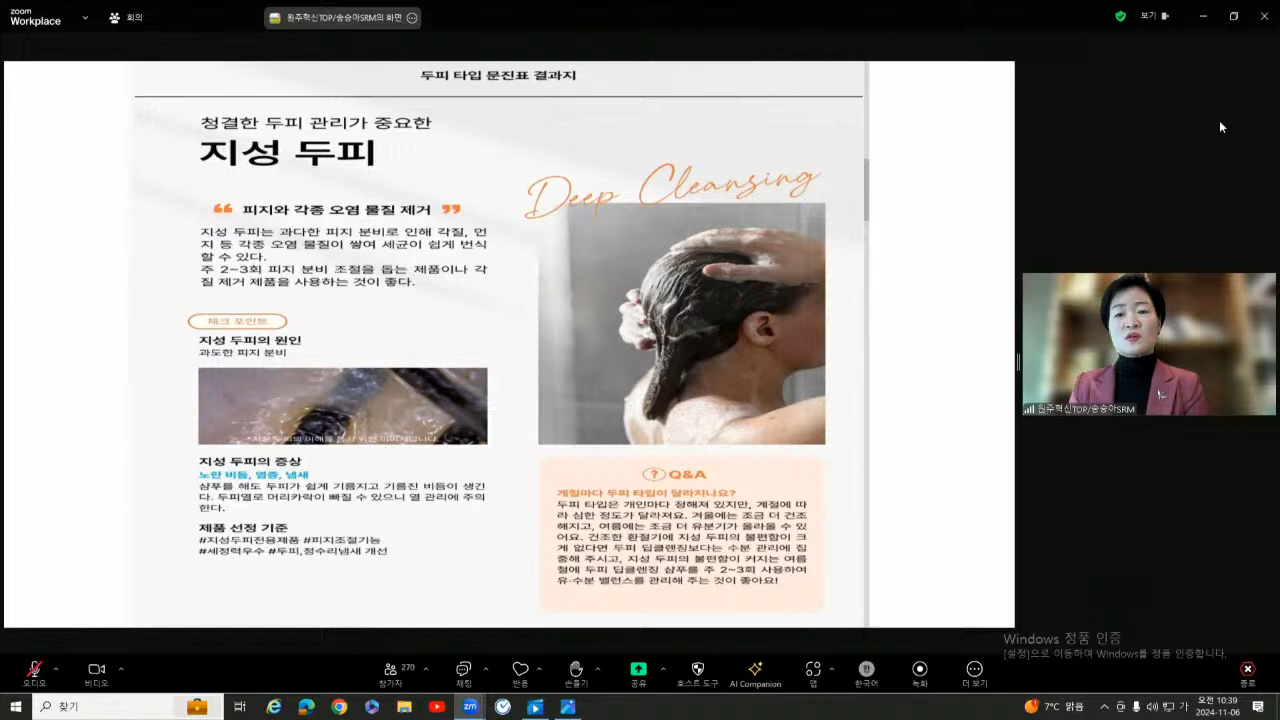 zoom
Workplace
회의
원주혁신TOP/송승아SRM의 화면
보기
두피 타입 문진표 결과지
청결한 두피 관리가 중요한
지성 두피
Deep Cleansing
❝ 피지와 각종 오염 물질 제거 ❞
지성 두피는 과다한 피지 분비로 인해 각질, 먼
지 등 각종 오염 물질이 쌓여 세균이 쉽게 번식
할 수 있다.
주 2~3회 피지 분비 조절을 돕는 제품이나 각
질 제거 제품을 사용하는 것이 좋다.
체크 포인트
지성 두피의 원인
과도한 피지 분비
*지성 두피의 이해를 돕기 위한 이미지입니다.
지성 두피의 증상
노란 비듬, 염증, 냄새
샴푸를 해도 두피가 쉽게 기름지고 기름진 비듬이 생긴
다. 두피열로 머리카락이 빠질 수 있으니 열 관리에 주의
한다.
제품 선정 기준
#지성두피전용제품 #피지조절기능
#세정력우수 #두피,정수리냄새 개선
? Q&A
계절마다 두피 타입이 달라지나요?
두피 타입은 개인마다 정해져 있지만, 계절에 따
라 심한 정도가 달라져요. 겨울에는 조금 더 건조
해지고, 여름에는 조금 더 유분기가 올라올 수 있
어요. 건조한 환절기에 지성 두피의 불편함이 크
게 없다면 두피 딥클렌징보다는 수분 관리에 집
중해 주시고, 지성 두피의 불편함이 커지는 여름
철에 두피 딥클렌징 샴푸를 주 2~3회 사용하여
유·수분 밸런스를 관리해 주는 것이 좋아요!
원주혁신TOP/송승아SRM
Windows 정품 인증
[설정]으로 이동하여 Windows를 정품 인증합니다.
오디오
비디오
270
참가자
채팅
반응
손들기
공유
호스트 도구
AI Companion
앱
한
한국어
녹화
더 보기
종료
찾기
zm
7°C 맑음
가
오전 10:39
2024-11-06